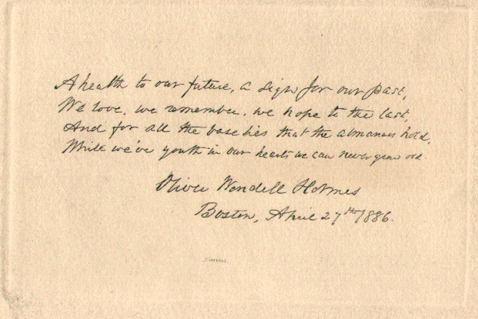 A health to our future, a sigh for our past,
We love, we remember, we hope to the last,
And for all the base lies that the almanacs hold,
While we've youth in our hearts we can never grow old
Oliver Wendell Holmes
Boston, April 27th 1886.